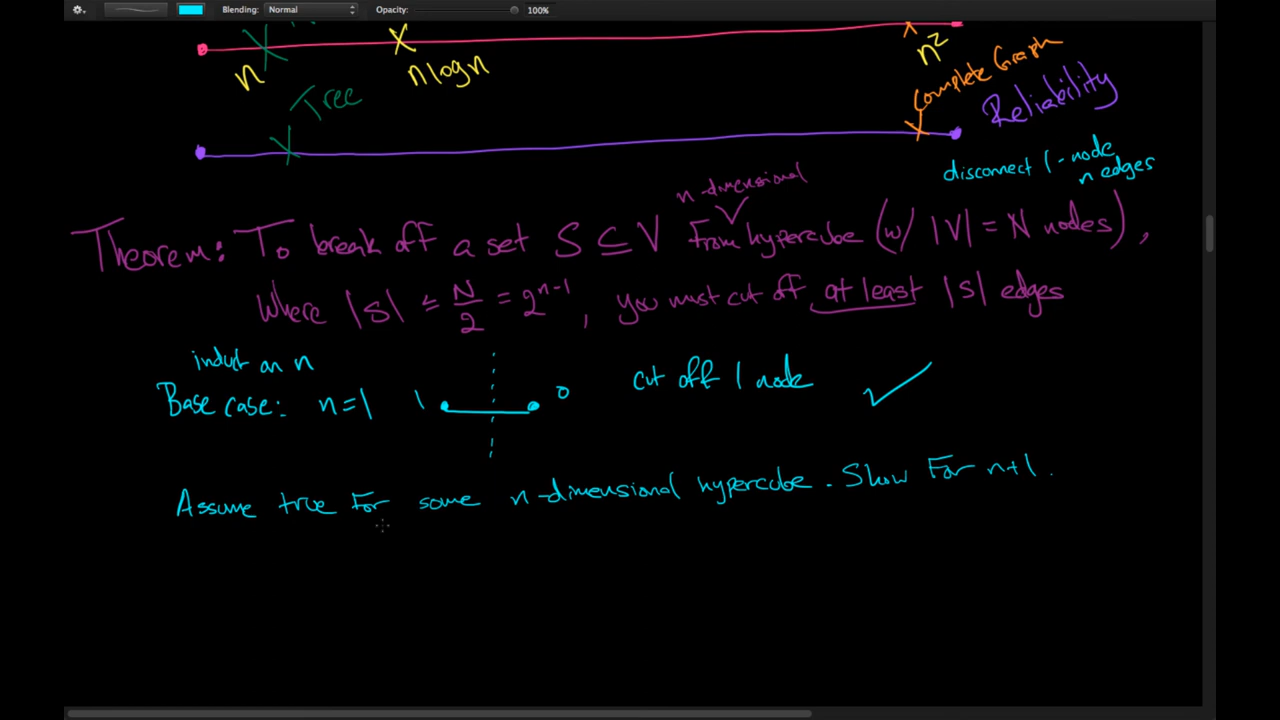 Blending: Normal Opacity: 100%
n
n log n
n²
Tree
Complete Graph
Reliability
disconnect 1-node
n edges
n-dimensional
Theorem: To break off a set S ⊆ V from hypercube (w/ |V| = N nodes),
Where |S| ≤ N/2 = 2^{n-1}, you must cut off at least |S| edges
induct on n
Base case: n=1 1 0 cut off 1 node ✓
Assume true for some n-dimensional hypercube. Show For n+1.